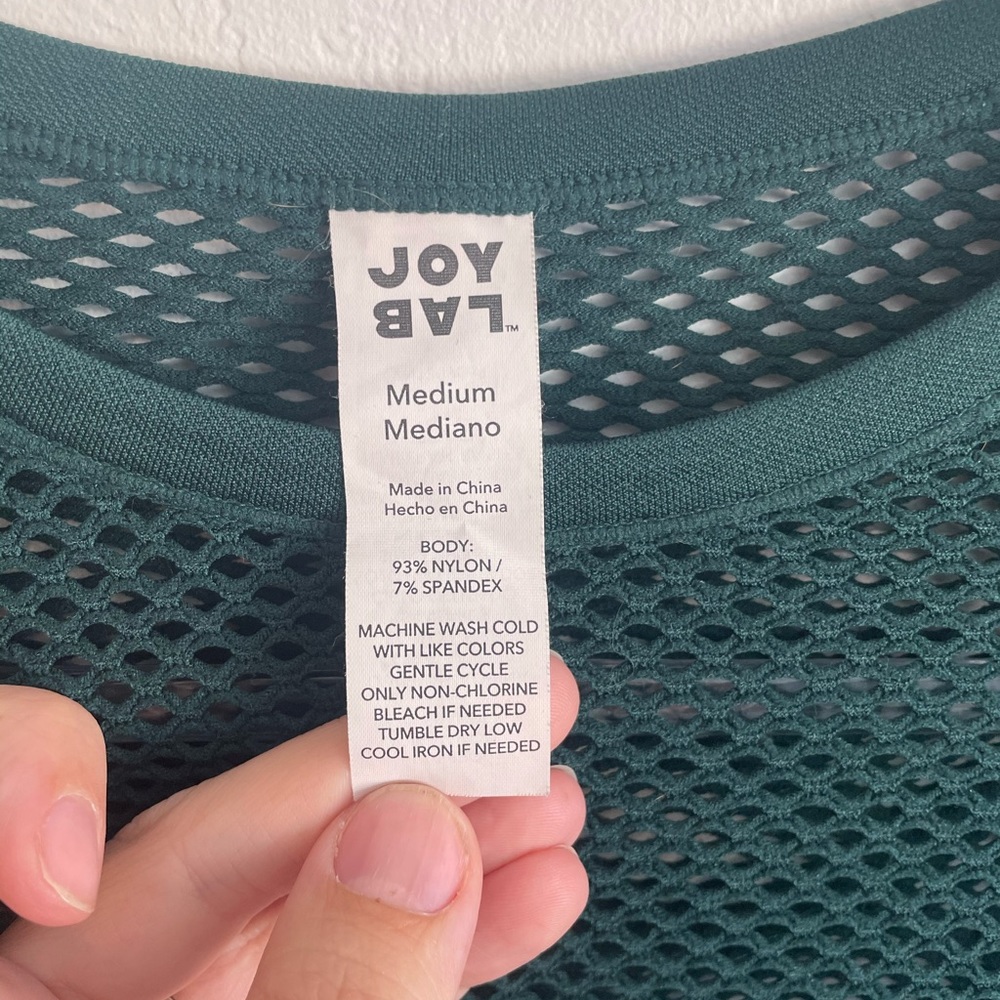 JOY
LAB™
Medium
Mediano
Made in China
Hecho en China
BODY:
93% NYLON /
7% SPANDEX
MACHINE WASH COLD
WITH LIKE COLORS
GENTLE CYCLE
ONLY NON-CHLORINE
BLEACH IF NEEDED
TUMBLE DRY LOW
COOL IRON IF NEEDED